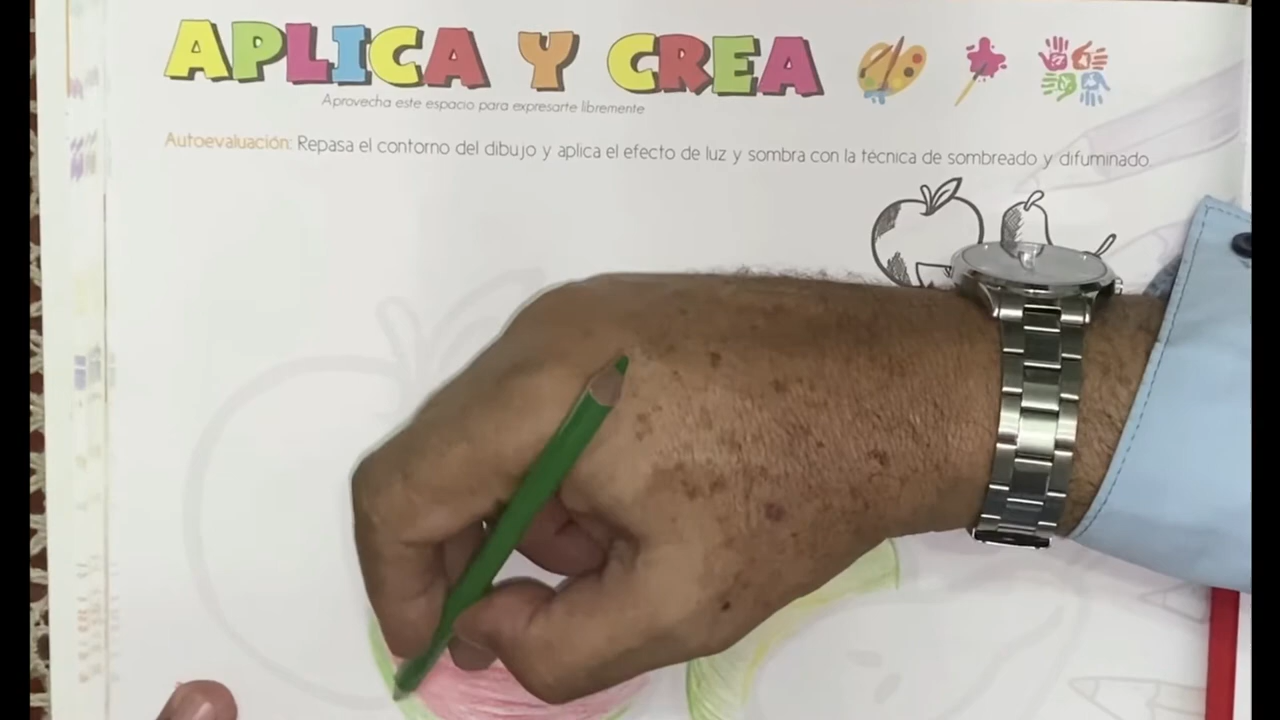 APLICA Y CREA
Aprovecha este espacio para expresarte libremente
Autoevaluación: Repasa el contorno del dibujo y aplica el efecto de luz y sombra con la técnica de sombreado y difuminado.